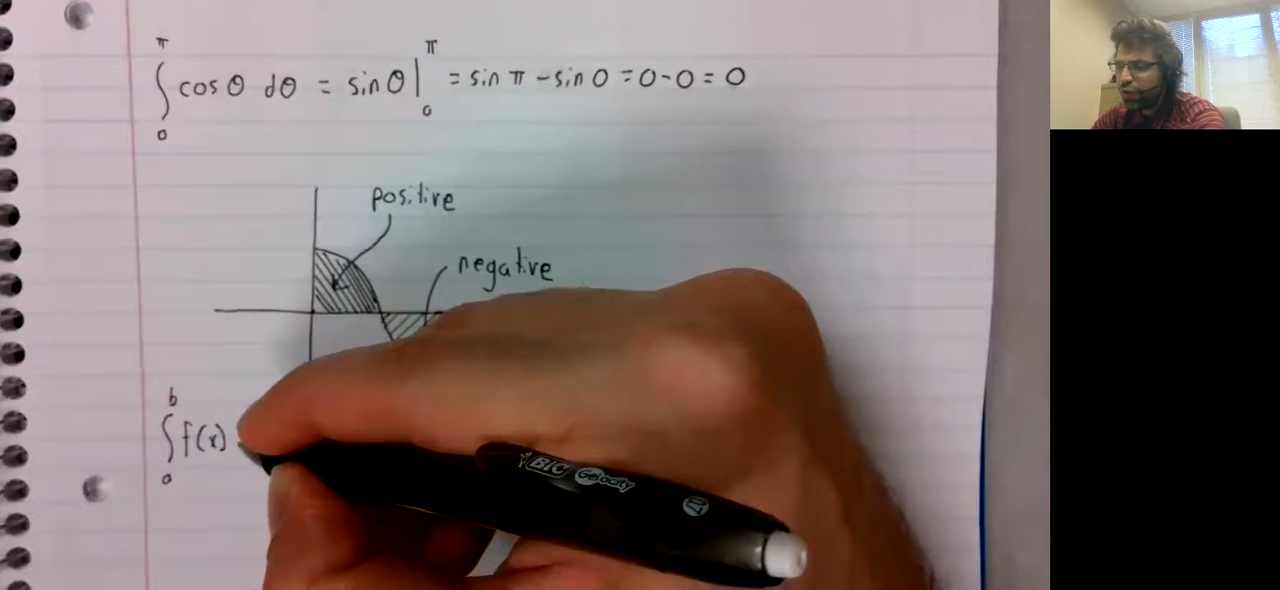 ∫₀^π cos θ dθ = sin θ |₀^π = sin π - sin 0 = 0-0 = 0
positive
negative
∫ₐᵇ f(x)
BIC Gelocity